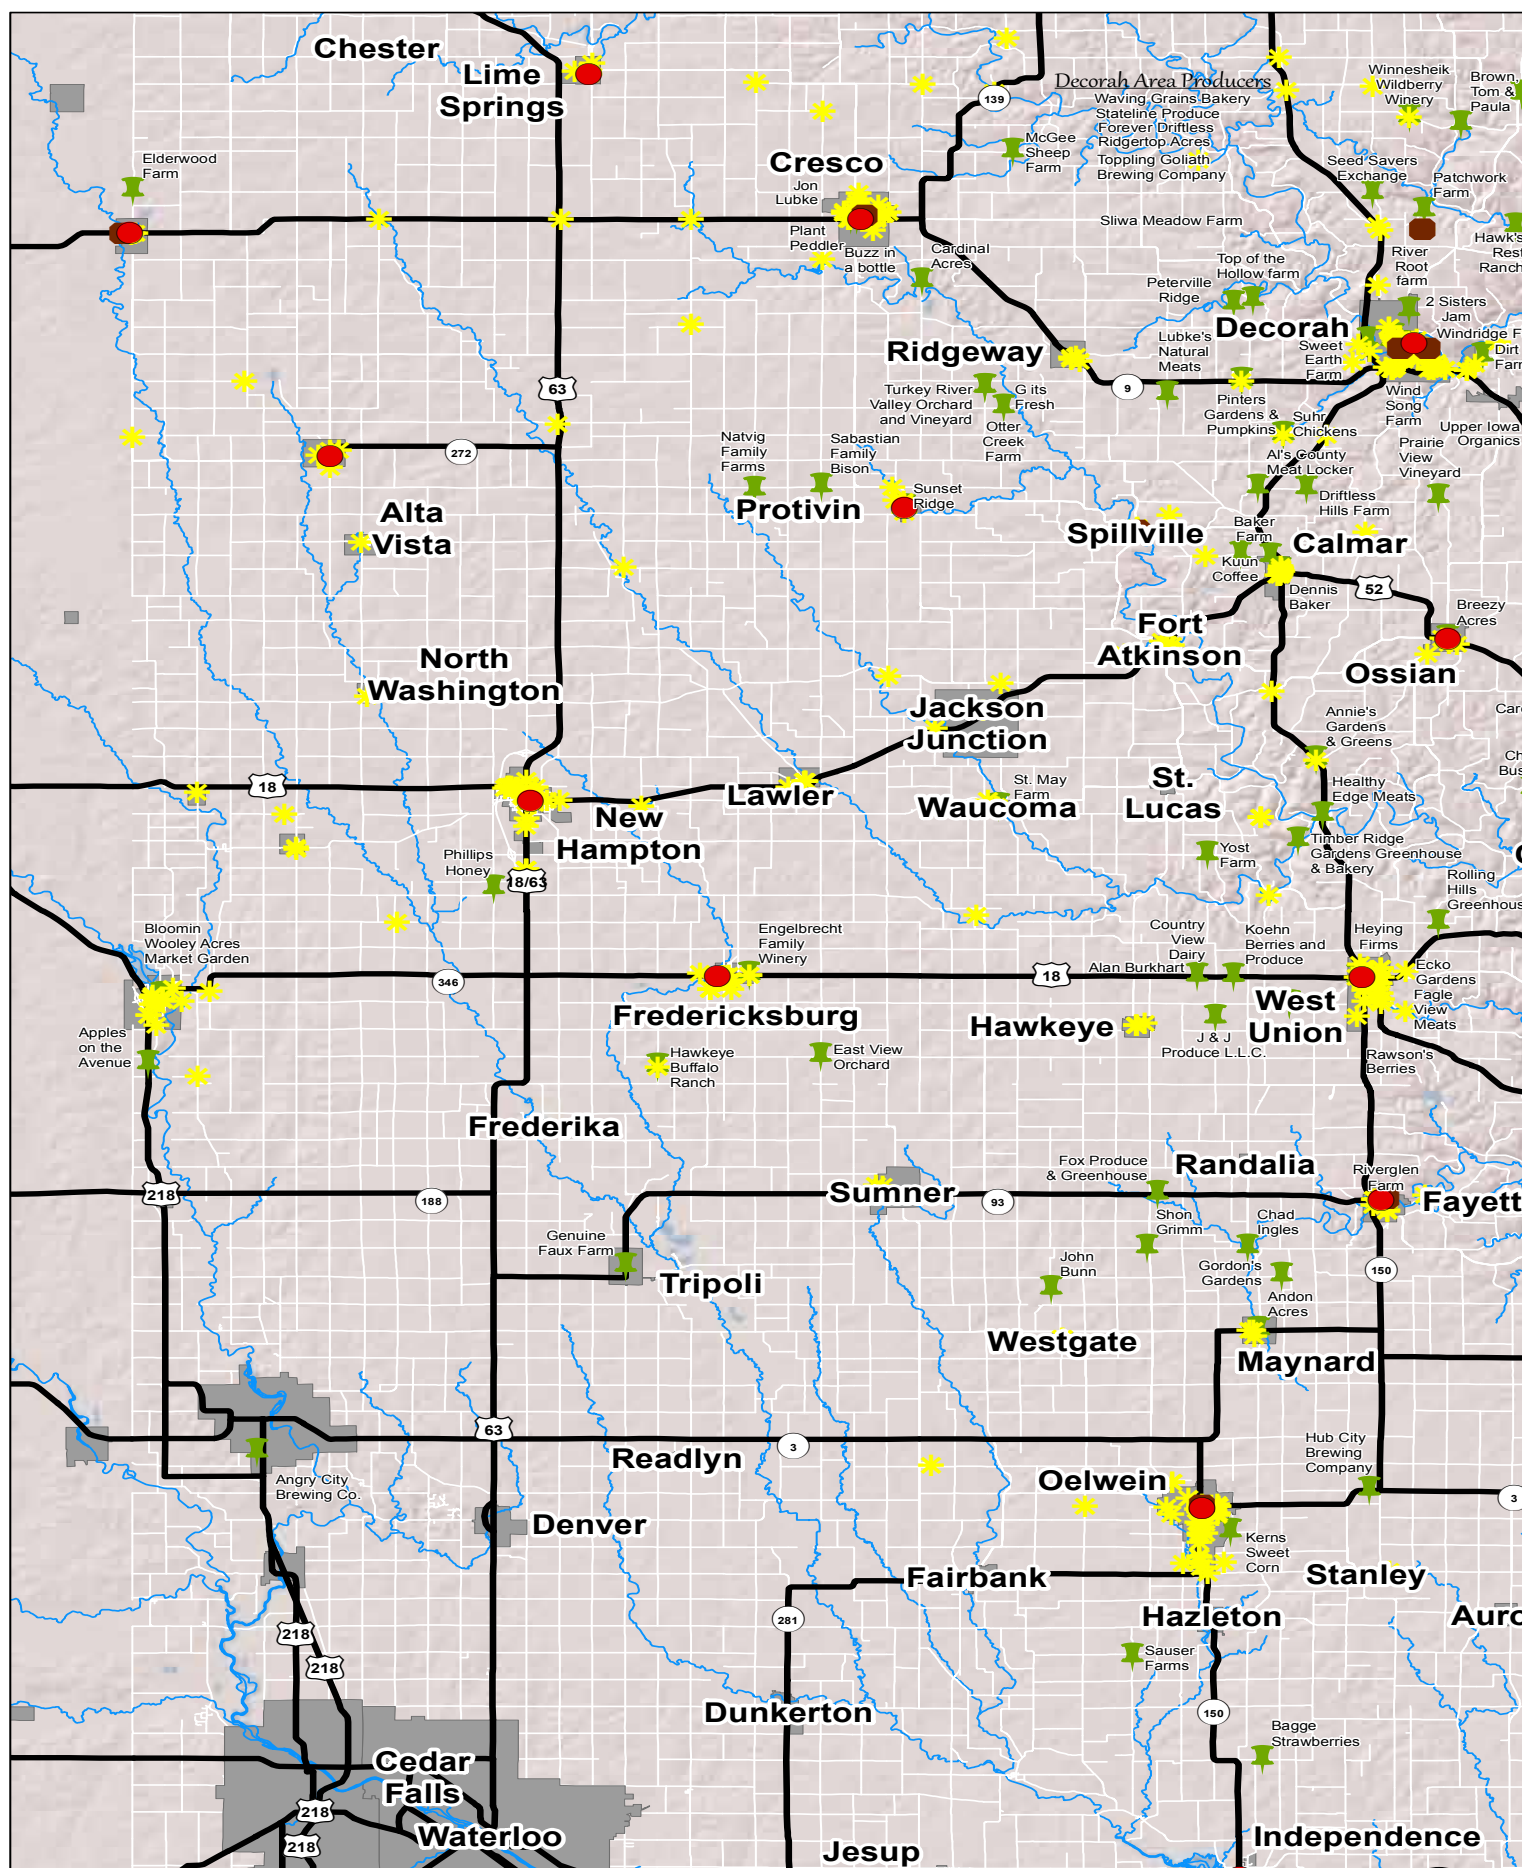 Chester
Lime
Springs
Decorah Area Producers
Waving Grains Bakery
Stateline Produce
Forever Driftless
Ridgertop Acres
Toppling Goliath
Brewing Company
Sliwa Meadow Farm
139
McGee
Sheep
Farm
Winnesheik
Wildberry
Winery
Brown,
Tom &
Paula
Seed Savers
Exchange
Patchwork
Farm
Hawk's
Rest
Ranch
Elderwood
Farm
Cresco
Jon
Lubke
Plant
Peddler
Buzz in
a bottle
Cardinal
Acres
River
Root
farm
Top of the
Hollow farm
Peterville
Ridge
2 Sisters
Jam
Decorah
Windridge F
Dirt
Farm
Sweet
Earth
Farm
Ridgeway
Lubke's
Natural
Meats
63
9
Turkey River
Valley Orchard
and Vineyard
G its
Fresh
Otter
Creek
Farm
Pinters
Gardens &
Pumpkins
Suhr
Chickens
Wind
Song
Farm
Upper Iowa
Organics
Prairie
View
Vineyard
272
Natvig
Family
Farms
Sabastian
Family
Bison
Al's County
Meat Locker
Driftless
Hills Farm
Sunset
Ridge
Protivin
Alta
Vista
Spillville
Baker
Farm
Calmar
Kuun
Coffee
Dennis
Baker
52
Breezy
Acres
Fort
Atkinson
Ossian
North
Washington
Jackson
Junction
Annie's
Gardens
& Greens
Car
Ch
Bus
18
Lawler
St. May
Farm
Waucoma
St.
Lucas
Healthy
Edge Meats
New
Hampton
Timber Ridge
Gardens Greenhouse
& Bakery
Yost
Farm
Phillips
Honey
18/63
Rolling
Hills
Greenhous
Bloomin
Wooley Acres
Market Garden
Engelbrecht
Family
Winery
Country
View
Dairy
Koehn
Berries and
Produce
Heying
Firms
Alan Burkhart
346
18
Ecko
Gardens
Fagle
View
Meats
West
Union
Fredericksburg
Hawkeye
Apples
on the
Avenue
Hawkeye
Buffalo
Ranch
East View
Orchard
J & J
Produce L.L.C.
Rawson's
Berries
Frederika
Fox Produce
& Greenhouse
Randalia
Riverglen
Farm
218
188
Sumner
93
Fayett
Genuine
Faux Farm
Shon
Grimm
Chad
Ingles
John
Bunn
Gordon's
Gardens
150
Tripoli
Andon
Acres
Westgate
Maynard
63
Readlyn
3
Hub City
Brewing
Company
Angry City
Brewing Co.
Oelwein
3
Denver
Kerns
Sweet
Corn
Fairbank
Stanley
281
Hazleton
Auro
218
218
Sauser
Farms
Dunkerton
150
Bagge
Strawberries
Cedar
Falls
218
Waterloo
218
Jesup
Independence